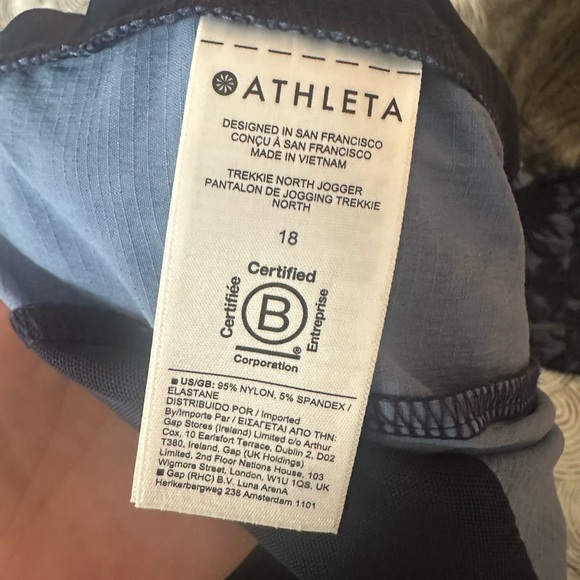 ATHLETA
DESIGNED IN SAN FRANCISCO
CONÇU À SAN FRANCISCO
MADE IN VIETNAM
TREKKIE NORTH JOGGER
PANTALON DE JOGGING TREKKIE
NORTH
18
Certified
Certifiée
B
Entreprise
®
Corporation
■ US/GB: 95% NYLON, 5% SPANDEX /
ELASTANE
DISTRIBUIDO POR / Imported
By/Importe Par / ΕΙΣΑΓΕΤΑΙ ΑΠΟ ΤΗΝ:
Gap Stores (Ireland) Limited c/o Arthur
Cox, 10 Earlsfort Terrace, Dublin 2, D02
T380, Ireland, Gap (UK Holdings)
Limited, 2nd Floor Nations House, 103
Wigmore Street, London, W1U 1QS, UK
■ Gap (RHC) B.V. Luna ArenA
Herikerbergweg 238 Amsterdam 1101